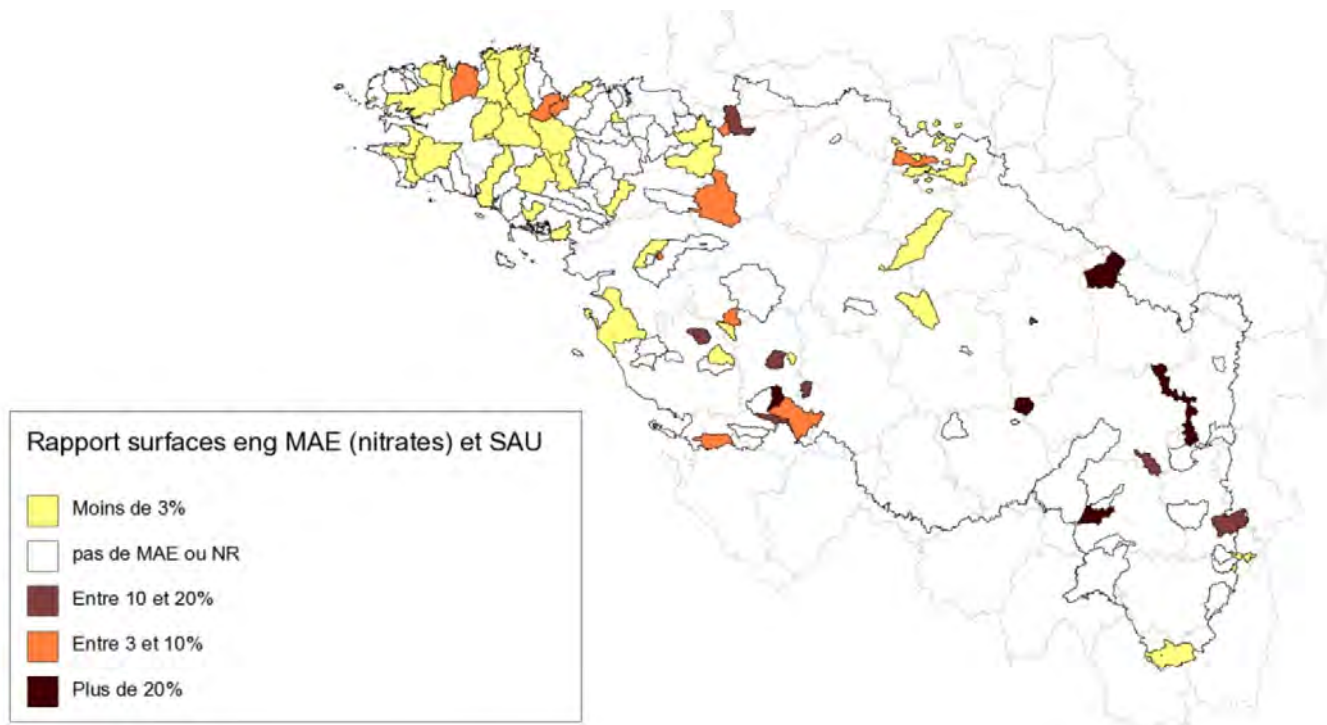 Rapport surfaces eng MAE (nitrates) et SAU
Moins de 3%
pas de MAE ou NR
Entre 10 et 20%
Entre 3 et 10%
Plus de 20%